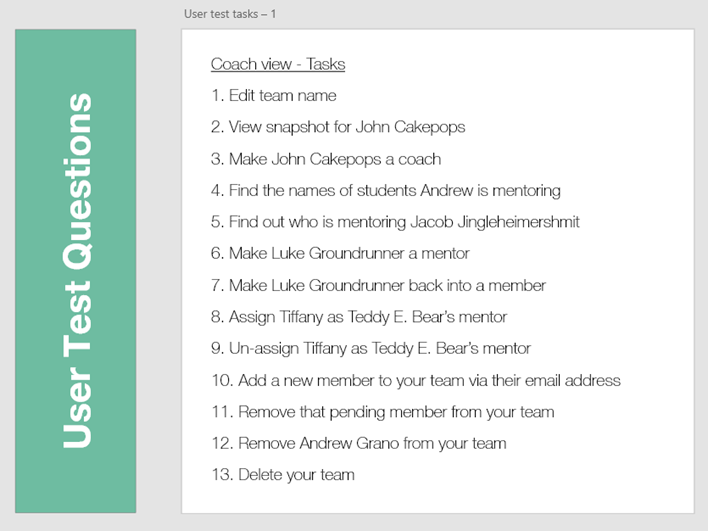 User test tasks – 1
User Test Questions
Coach view - Tasks
1. Edit team name
2. View snapshot for John Cakepops
3. Make John Cakepops a coach
4. Find the names of students Andrew is mentoring
5. Find out who is mentoring Jacob Jingleheimershmit
6. Make Luke Groundrunner a mentor
7. Make Luke Groundrunner back into a member
8. Assign Tiffany as Teddy E. Bear's mentor
9. Un-assign Tiffany as Teddy E. Bear's mentor
10. Add a new member to your team via their email address
11. Remove that pending member from your team
12. Remove Andrew Grano from your team
13. Delete your team